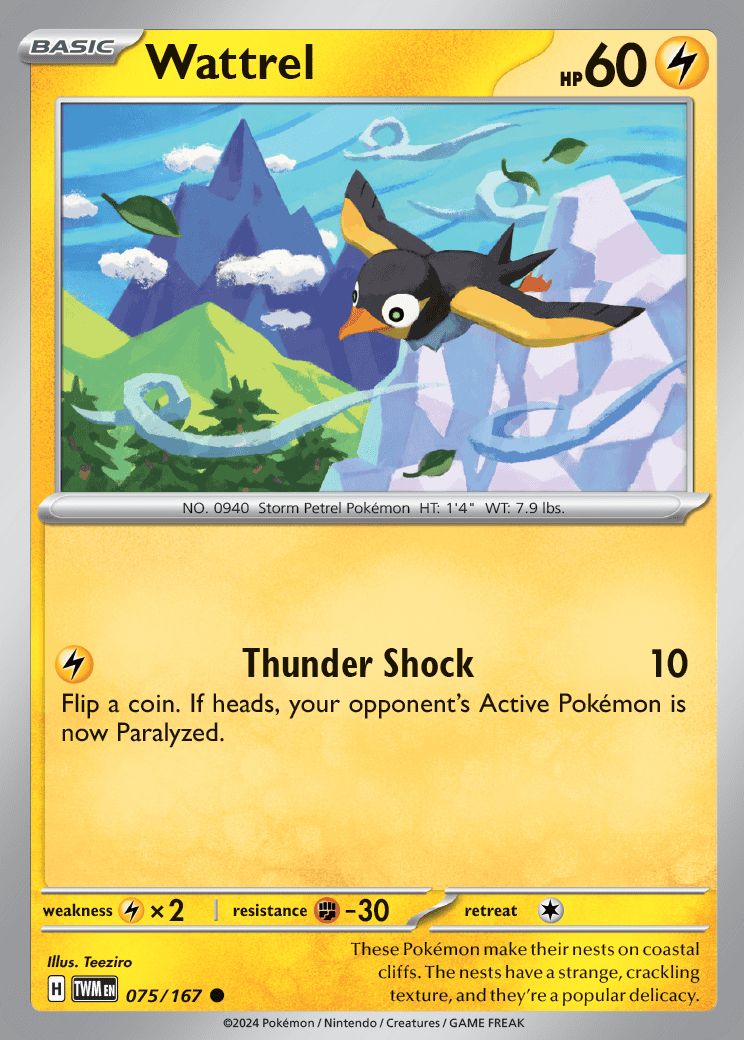 BASIC Wattrel HP 60
NO. 0940 Storm Petrel Pokémon HT: 1'4" WT: 7.9 lbs.
Thunder Shock 10
Flip a coin. If heads, your opponent's Active Pokémon is
now Paralyzed.
weakness ×2 resistance -30 retreat
Illus. Teeziro
H TWM EN 075/167
These Pokémon make their nests on coastal
cliffs. The nests have a strange, crackling
texture, and they're a popular delicacy.
©2024 Pokémon / Nintendo / Creatures / GAME FREAK